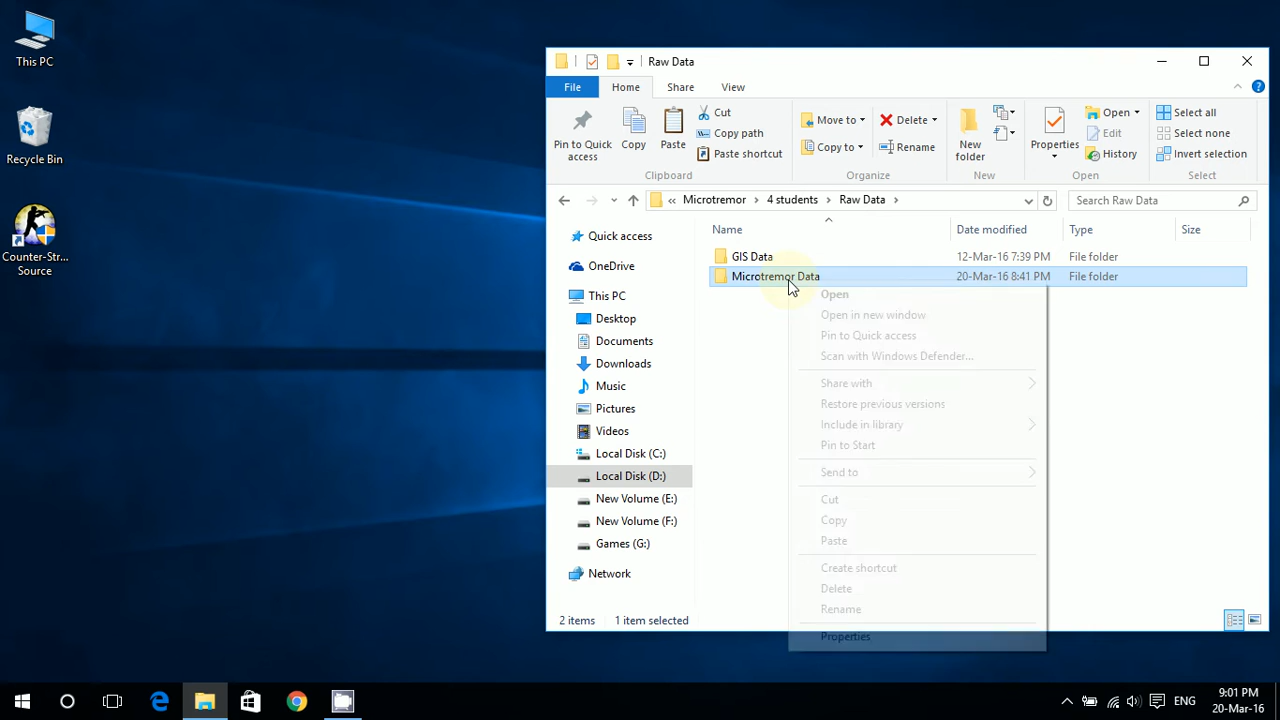 This PC
Recycle Bin
Counter-Str...
Source
Raw Data
File
Home
Share
View
Pin to Quick
access
Copy
Paste
Cut
Copy path
Paste shortcut
Clipboard
Move to
Copy to
Delete
Rename
Organize
New
folder
New
Properties
Open
Edit
History
Open
Select all
Select none
Invert selection
Select
« Microtremor > 4 students > Raw Data >
Search Raw Data
Name
Date modified
Type
Size
GIS Data
12-Mar-16 7:39 PM
File folder
Microtremor Data
20-Mar-16 8:41 PM
File folder
Quick access
OneDrive
This PC
Desktop
Documents
Downloads
Music
Pictures
Videos
Local Disk (C:)
Local Disk (D:)
New Volume (E:)
New Volume (F:)
Games (G:)
Network
Open
Open in new window
Pin to Quick access
Scan with Windows Defender...
Share with
Restore previous versions
Include in library
Pin to Start
Send to
Cut
Copy
Paste
Create shortcut
Delete
Rename
Properties
2 items
1 item selected
ENG
9:01 PM
20-Mar-16